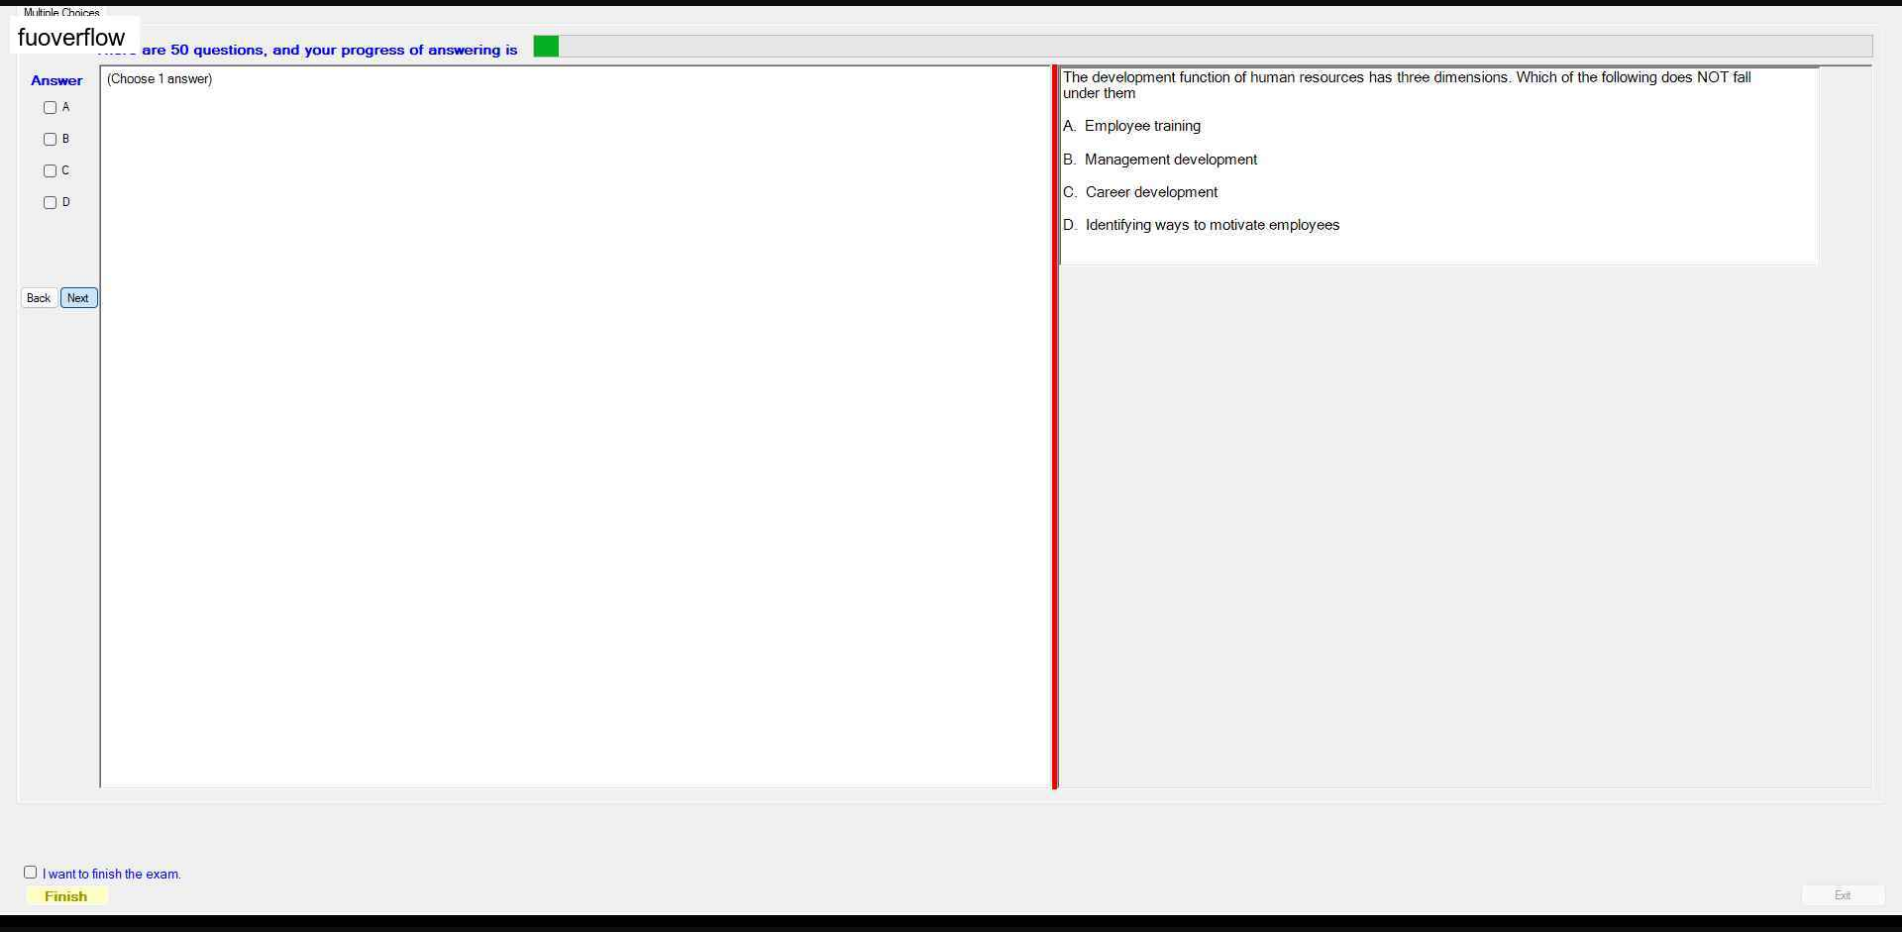 Multiple Choices
fuoverflow
are 50 questions, and your progress of answering is
Answer
(Choose 1 answer)
A
B
C
D
Back Next
The development function of human resources has three dimensions. Which of the following does NOT fall
under them
A. Employee training
B. Management development
C. Career development
D. Identifying ways to motivate employees
I want to finish the exam.
Finish
Exit